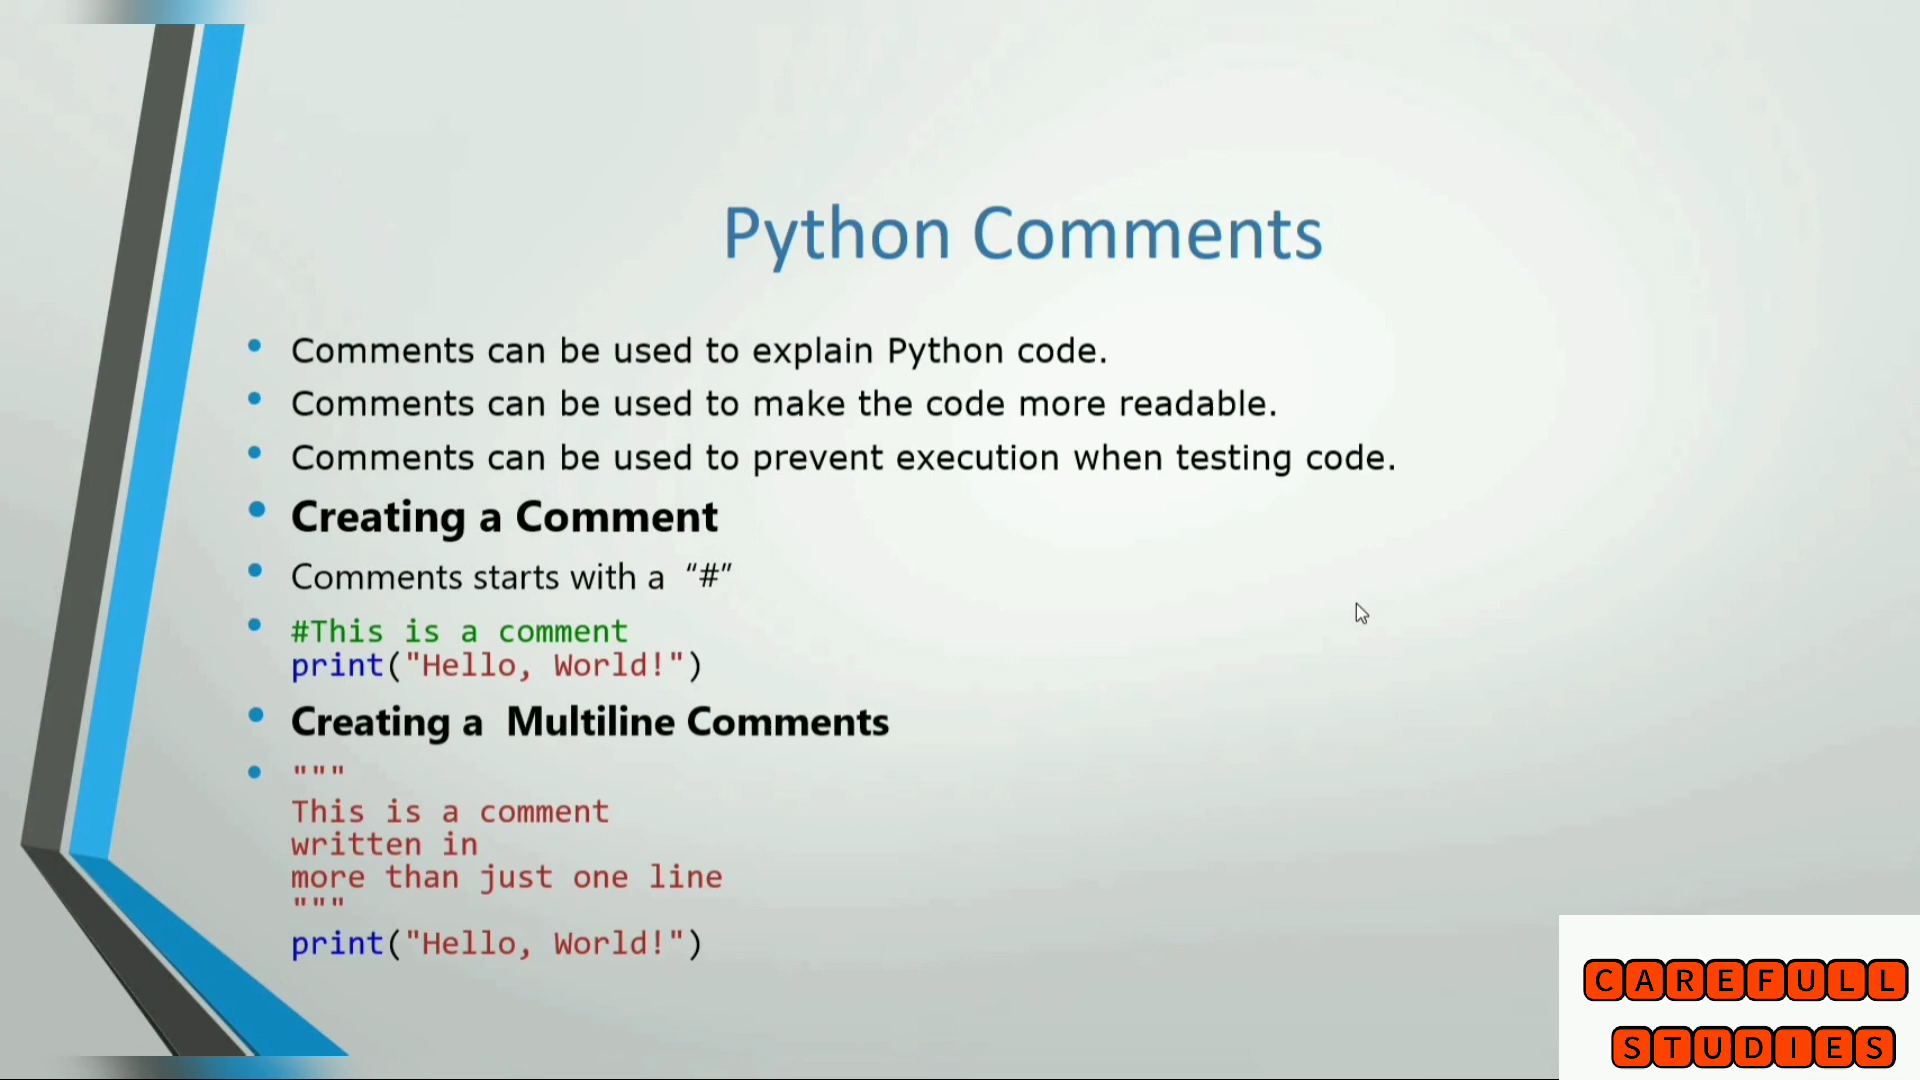 Python Comments
Comments can be used to explain Python code.
Comments can be used to make the code more readable.
Comments can be used to prevent execution when testing code.
Creating a Comment
Comments starts with a “#”
#This is a comment
print("Hello, World!")
Creating a  Multiline Comments
"""
This is a comment
written in
more than just one line
"""
print("Hello, World!")
CAREFULL
STUDIES